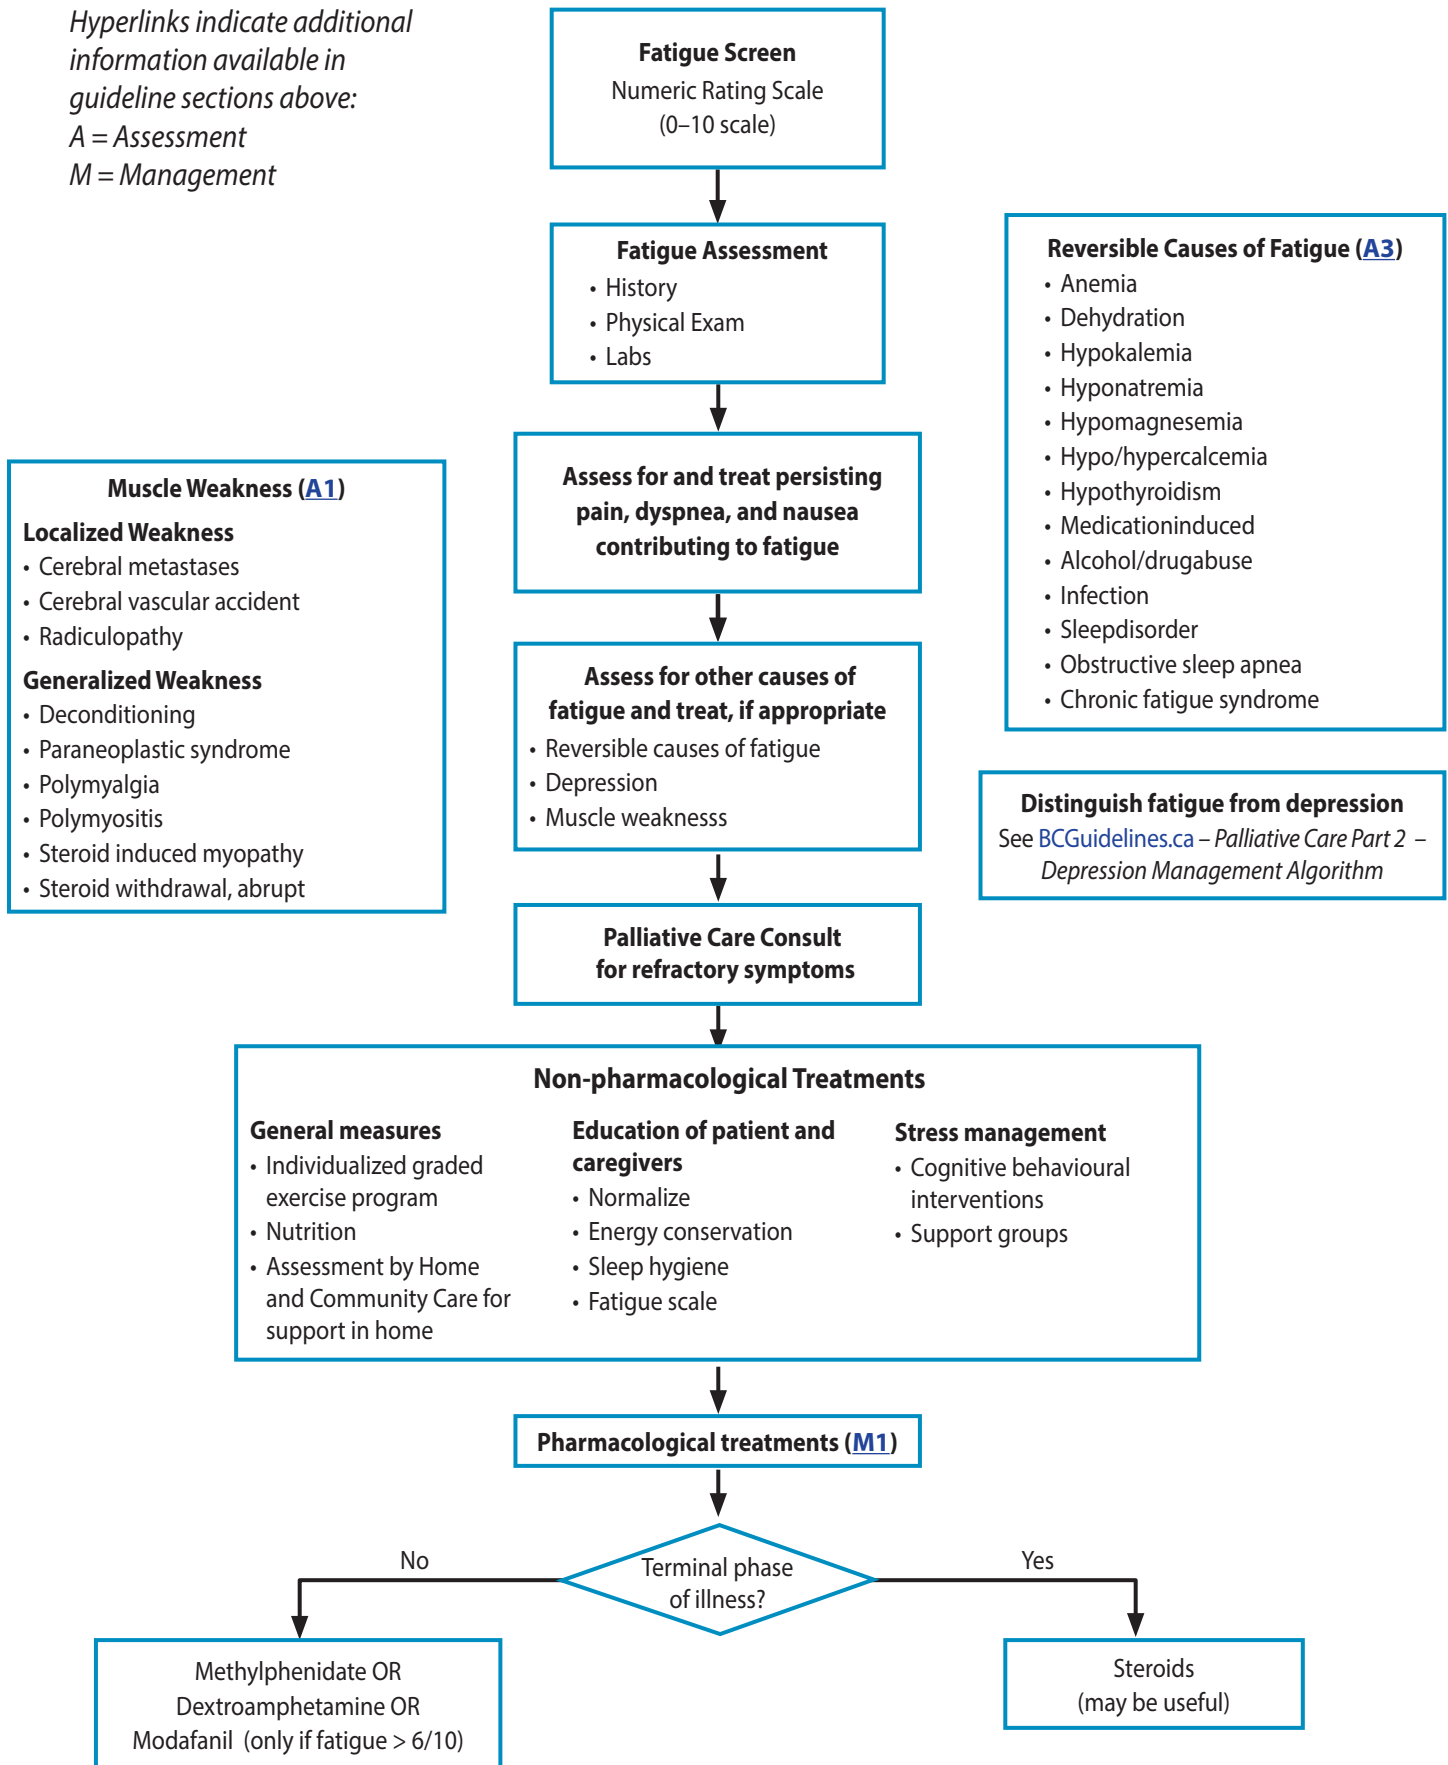 Hyperlinks indicate additional
information available in
guideline sections above:
A = Assessment
M = Management
Fatigue Screen
Numeric Rating Scale
(0–10 scale)
Fatigue Assessment
• History
• Physical Exam
• Labs
Reversible Causes of Fatigue (A3)
• Anemia
• Dehydration
• Hypokalemia
• Hyponatremia
• Hypomagnesemia
• Hypo/hypercalcemia
• Hypothyroidism
• Medicationinduced
• Alcohol/drugabuse
• Infection
• Sleepdisorder
• Obstructive sleep apnea
• Chronic fatigue syndrome
Assess for and treat persisting
pain, dyspnea, and nausea
contributing to fatigue
Muscle Weakness (A1)
Localized Weakness
• Cerebral metastases
• Cerebral vascular accident
• Radiculopathy
Generalized Weakness
• Deconditioning
• Paraneoplastic syndrome
• Polymyalgia
• Polymyositis
• Steroid induced myopathy
• Steroid withdrawal, abrupt
Assess for other causes of
fatigue and treat, if appropriate
• Reversible causes of fatigue
• Depression
• Muscle weaknesss
Distinguish fatigue from depression
See BCGuidelines.ca – Palliative Care Part 2 –
Depression Management Algorithm
Palliative Care Consult
for refractory symptoms
Non-pharmacological Treatments
General measures
• Individualized graded
exercise program
• Nutrition
• Assessment by Home
and Community Care for
support in home
Education of patient and
caregivers
• Normalize
• Energy conservation
• Sleep hygiene
• Fatigue scale
Stress management
• Cognitive behavioural
interventions
• Support groups
Pharmacological treatments (M1)
Terminal phase
of illness?
No
Yes
Methylphenidate OR
Dextroamphetamine OR
Modafanil (only if fatigue > 6/10)
Steroids
(may be useful)